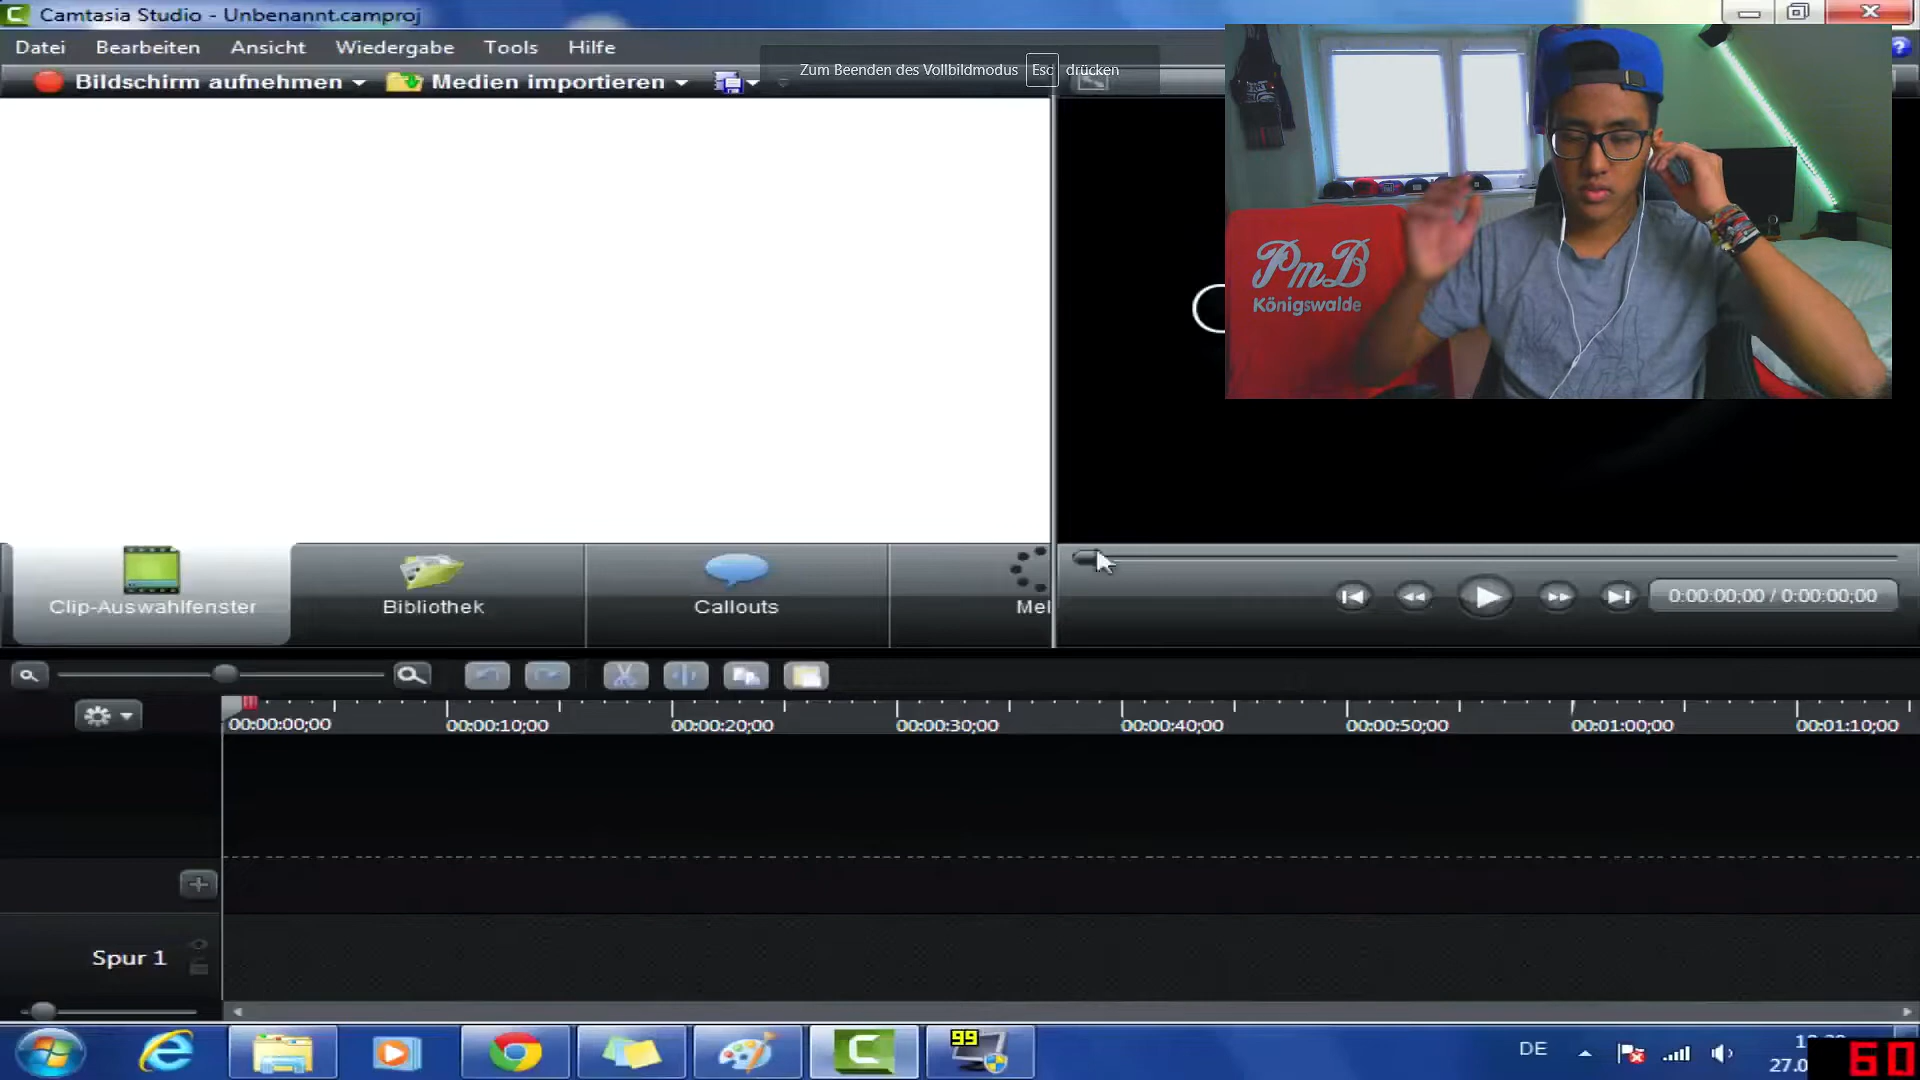 Camtasia Studio - Unbenannt.camproj
Datei Bearbeiten Ansicht Wiedergabe Tools Hilfe
Bildschirm aufnehmen Medien importieren
Zum Beenden des Vollbildmodus Esc drücken
PmB
Königswalde
Clip-Auswahlfenster Bibliothek Callouts
0:00:00;00 / 0:00:00;00
00:00:00;00 00:00:10;00 00:00:20;00 00:00:30;00 00:00:40;00 00:00:50;00 00:01:00;00 00:01:10;00
Spur 1
99
DE
60